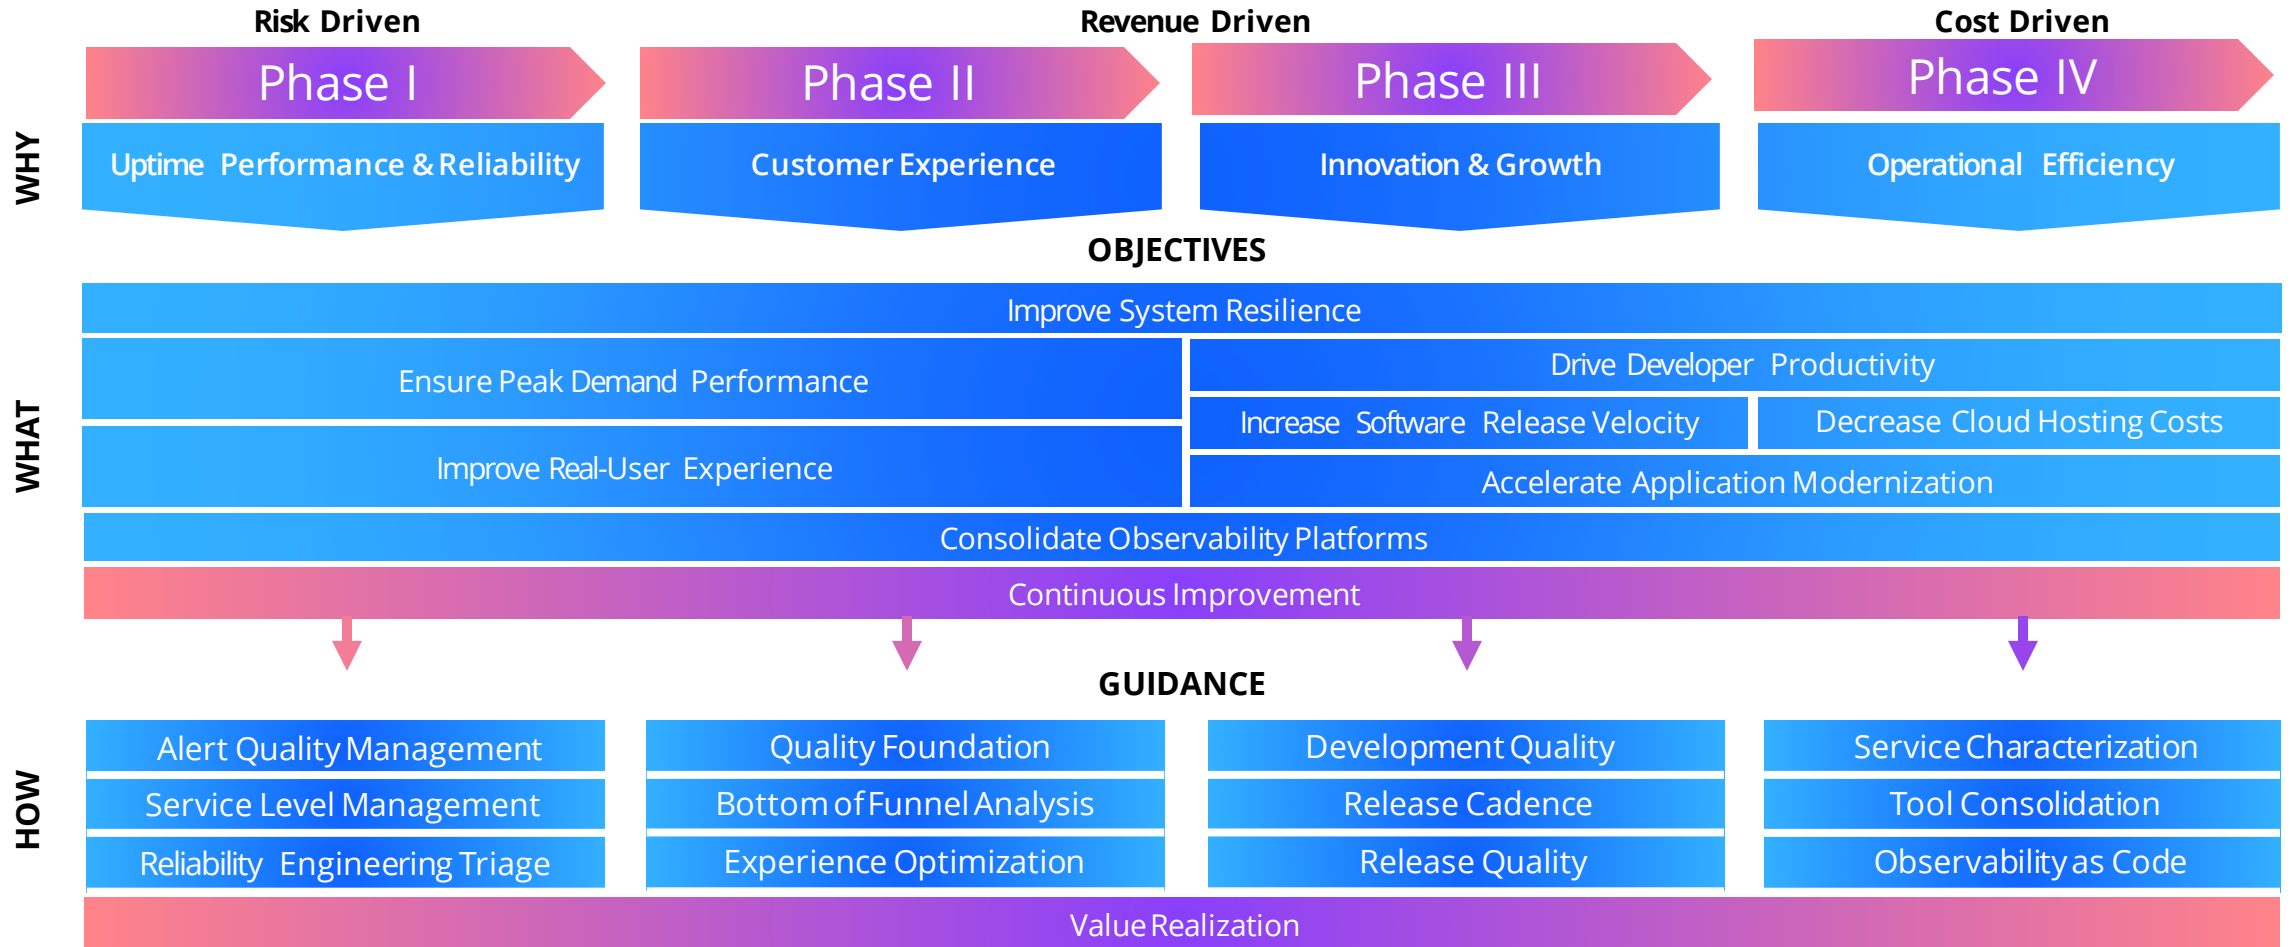 Risk Driven
Revenue Driven
Cost Driven
Phase I
Phase II
Phase III
Phase IV
WHY
Uptime Performance & Reliability
Customer Experience
Innovation & Growth
Operational Efficiency
OBJECTIVES
WHAT
Improve System Resilience
Ensure Peak Demand Performance
Improve Real-User Experience
Drive Developer Productivity
Increase Software Release Velocity
Decrease Cloud Hosting Costs
Accelerate Application Modernization
Consolidate Observability Platforms
Continuous Improvement
GUIDANCE
HOW
Alert Quality Management
Service Level Management
Reliability Engineering Triage
Quality Foundation
Bottom of Funnel Analysis
Experience Optimization
Development Quality
Release Cadence
Release Quality
Service Characterization
Tool Consolidation
Observability as Code
Value Realization